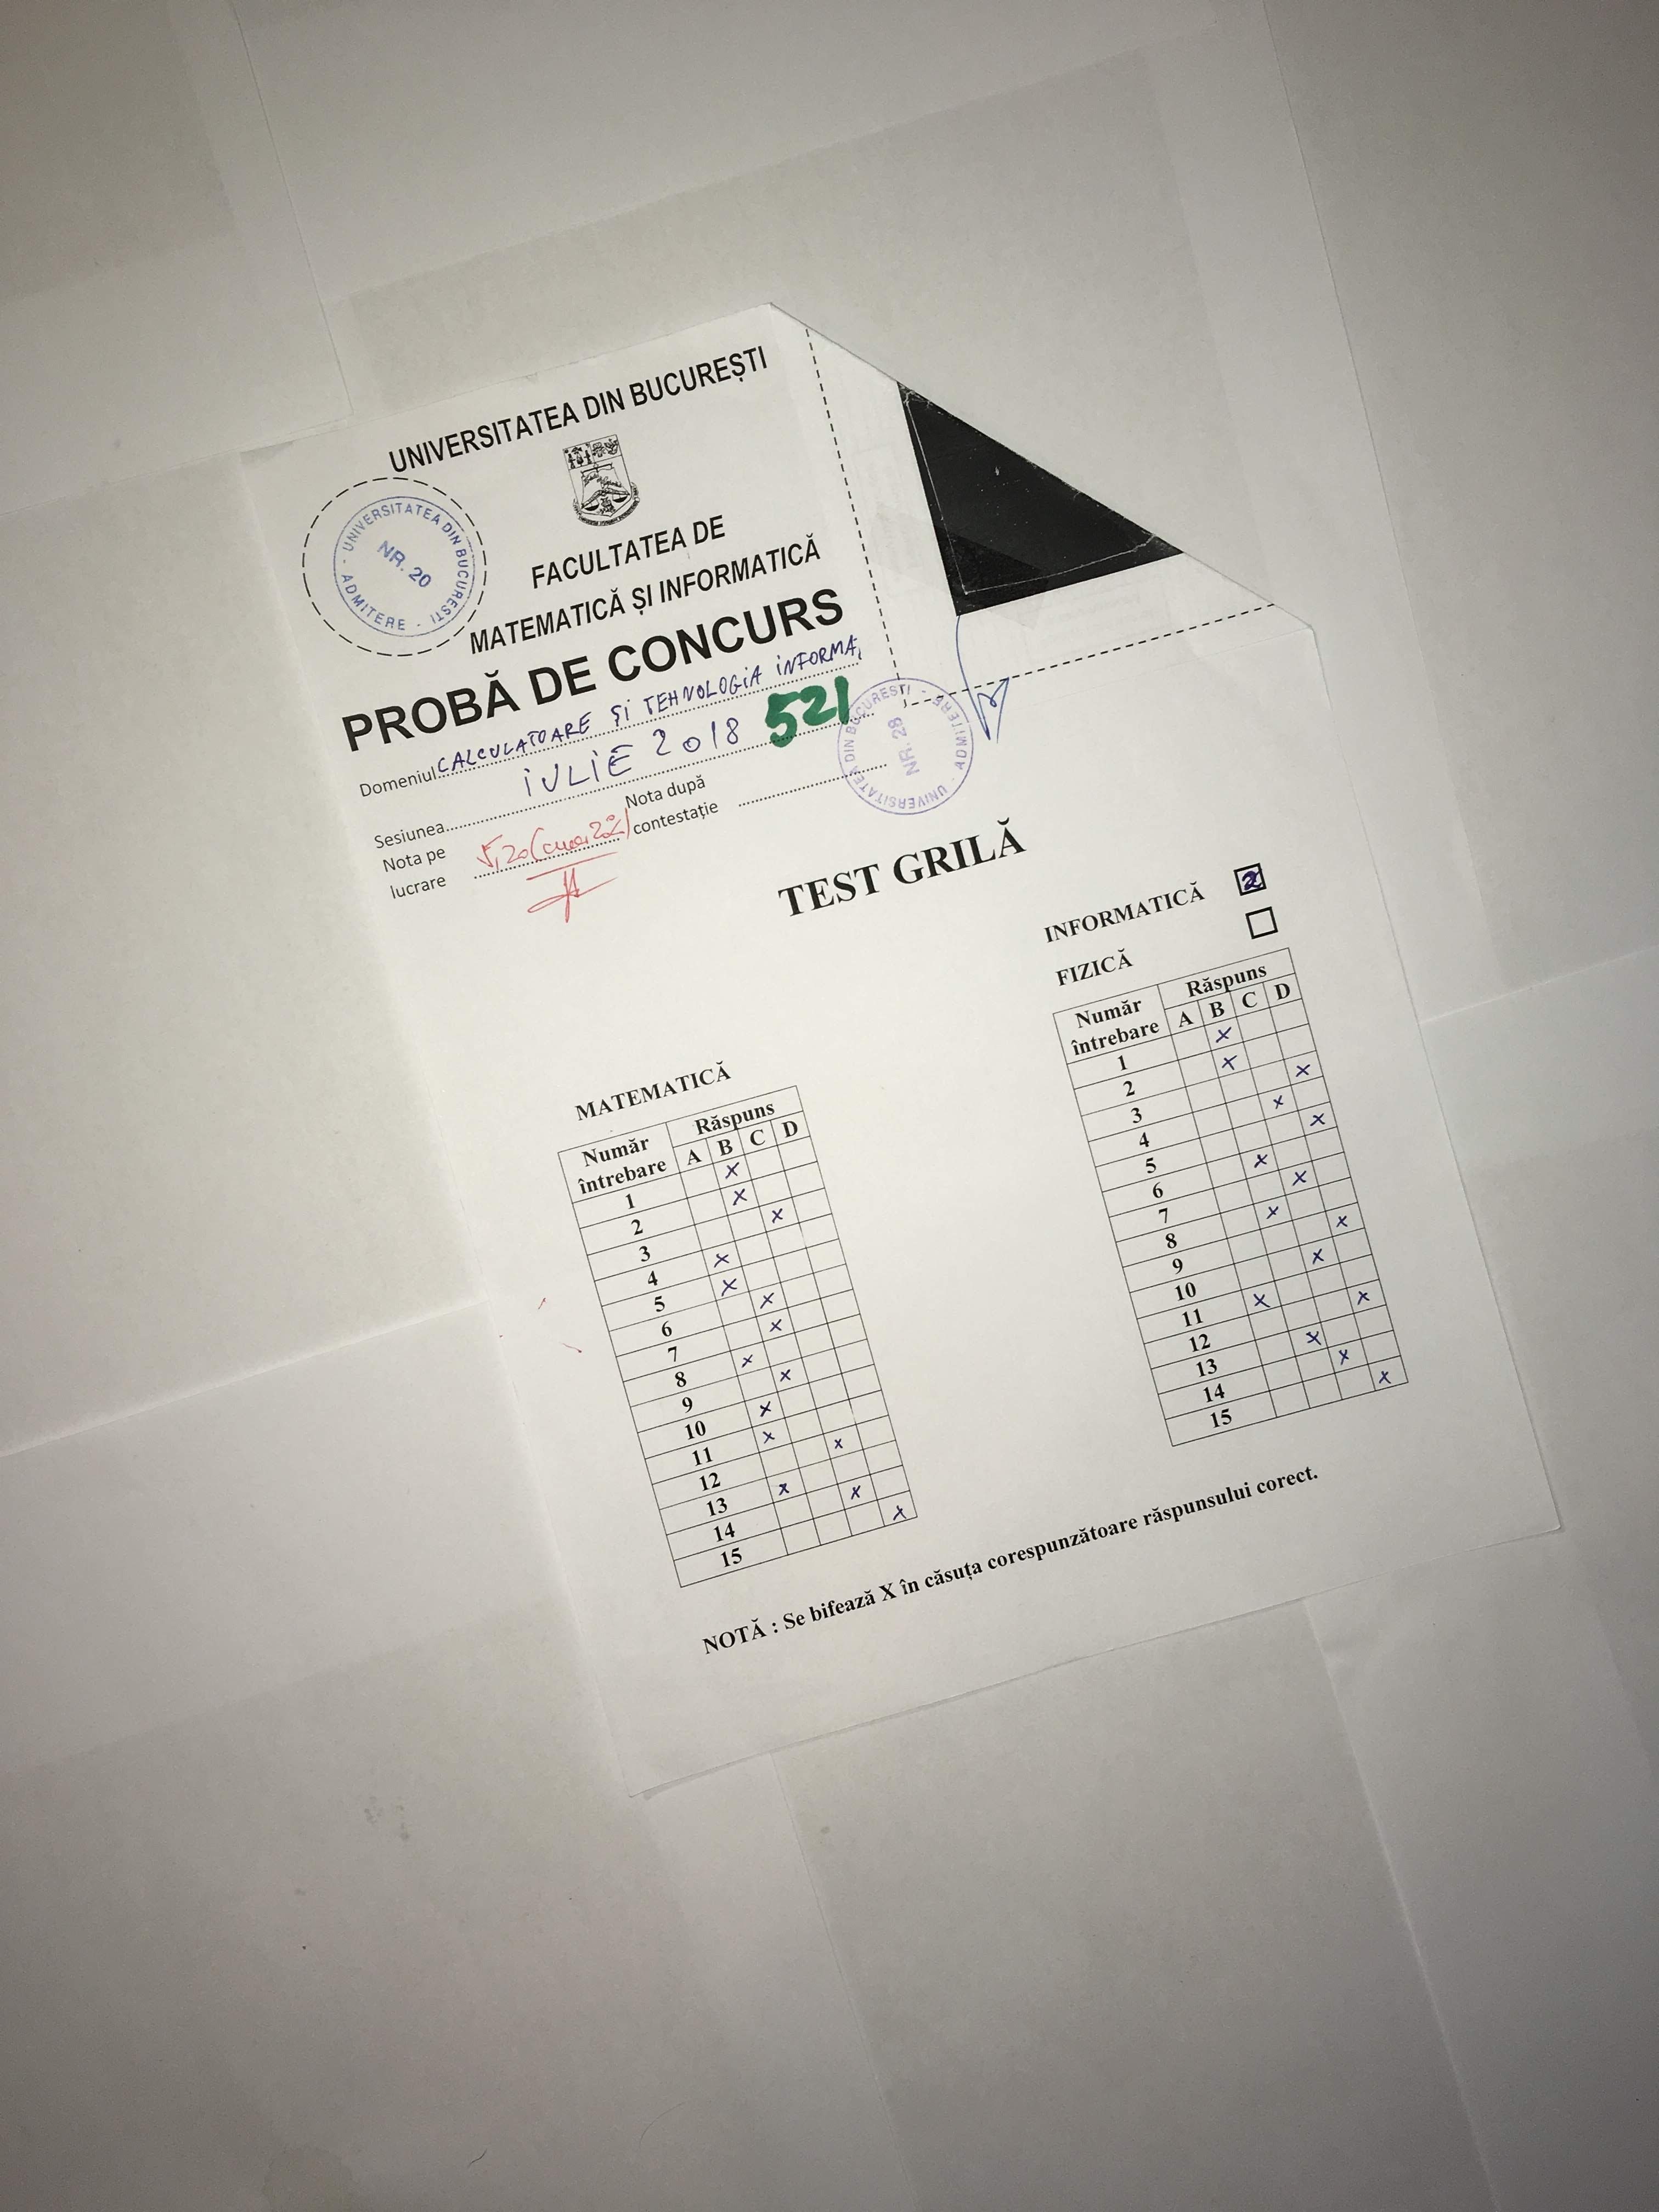 UNIVERSITATEA DIN BUCUREȘTI
UNIVERSITATEA DIN BUCUREȘTI - ADMITERE -
NR. 20
FACULTATEA DE
MATEMATICĂ ȘI INFORMATICĂ
PROBĂ DE CONCURS
Domeniul CALCULATOARE ȘI TEHNOLOGIA INFORMA.
Sesiunea IULIE 2018 521
Nota pe lucrare 5,20
Nota după contestație
UNIVERSITATEA DIN BUCUREȘTI - ADMITERE -
NR. 28
TEST GRILĂ
MATEMATICĂ
Număr întrebare Răspuns
A B C D
1 X
2 X
3 X
4 X
5 X
6 X
7 X
8 X
9 X
10 X
11 X
12 X
13 X
14 X
15 X
INFORMATICĂ
FIZICĂ
Număr întrebare Răspuns
A B C D
1 X
2 X
3 X
4 X
5 X
6 X
7 X
8 X
9 X
10 X
11 X
12 X
13 X
14 X
15 X
NOTĂ : Se bifează X în căsuța corespunzătoare răspunsului corect.